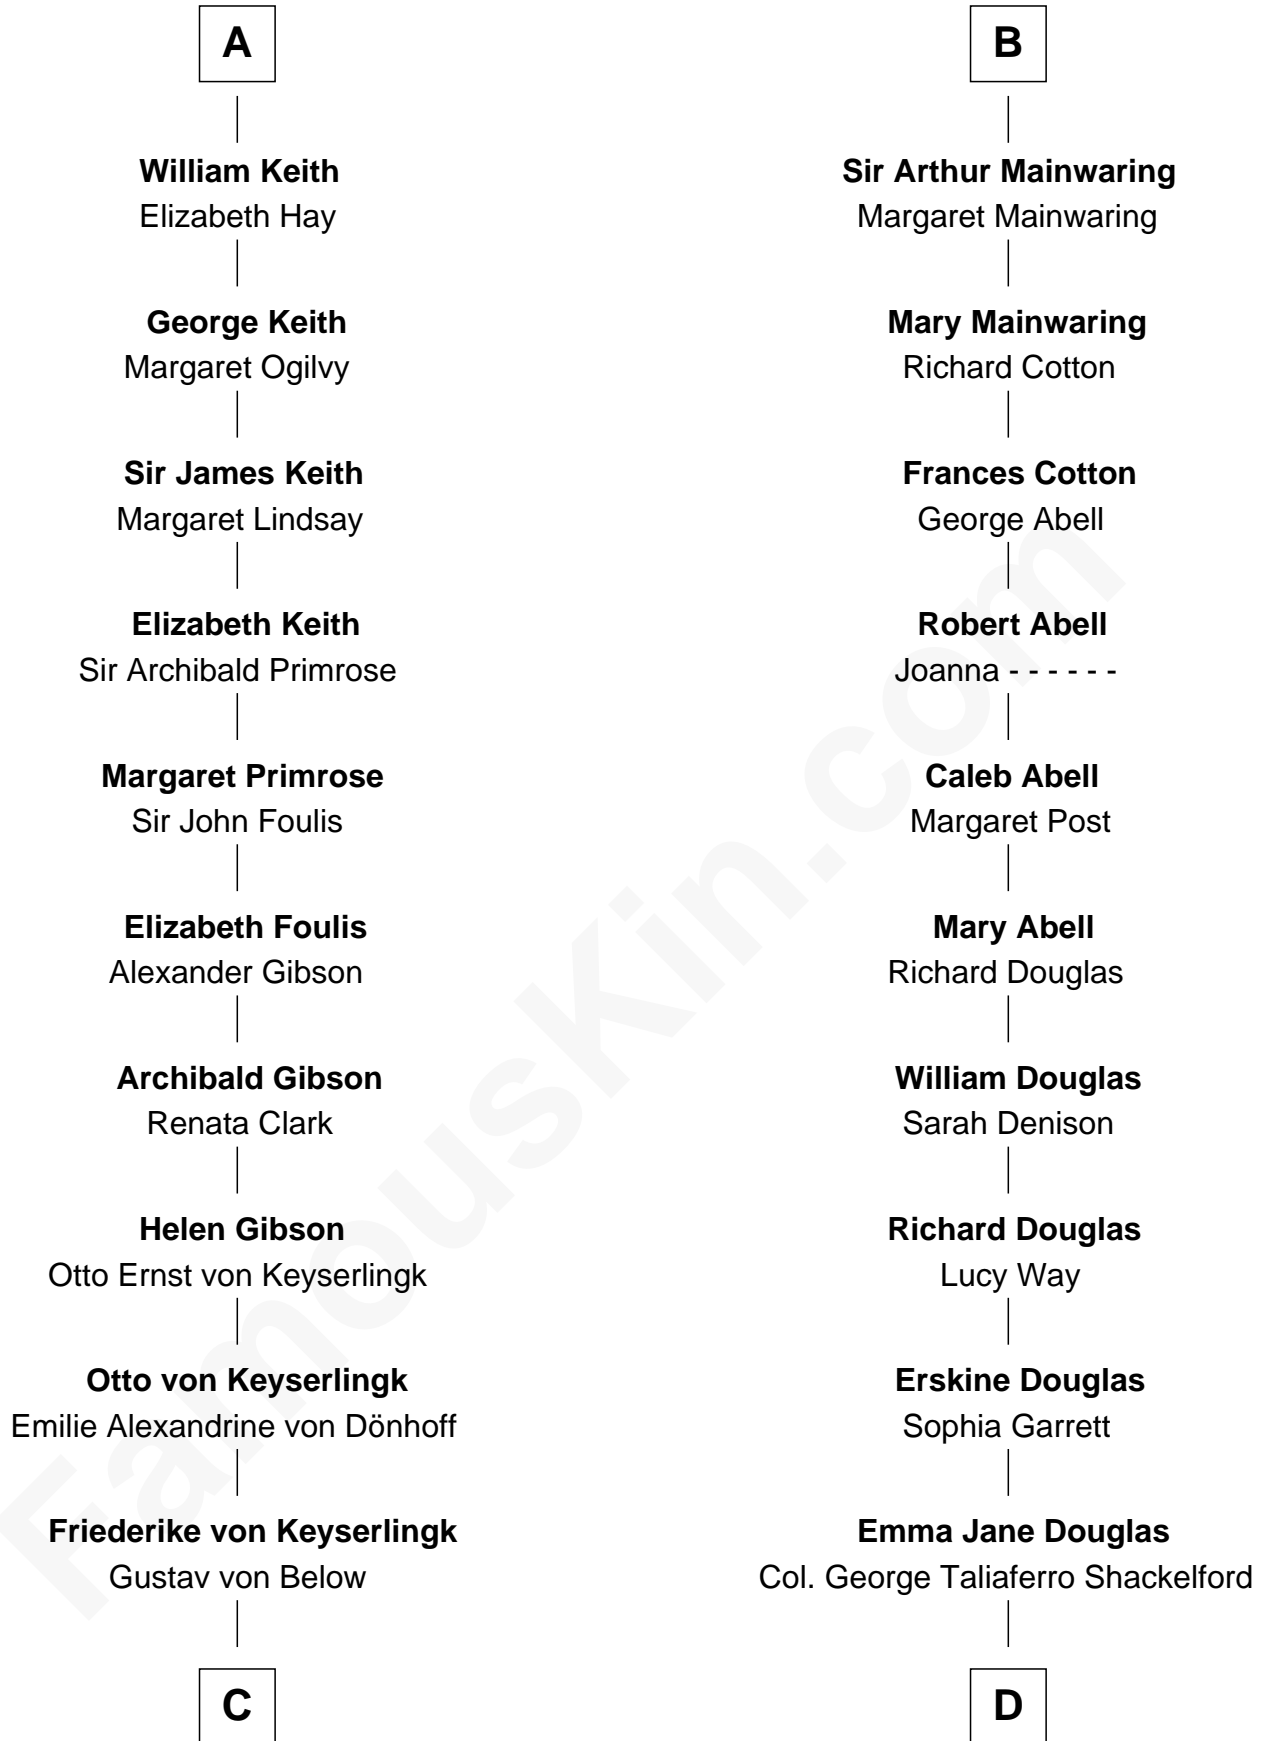 A
William Keith
Elizabeth Hay
George Keith
Margaret Ogilvy
Sir James Keith
Margaret Lindsay
Elizabeth Keith
Sir Archibald Primrose
Margaret Primrose
Sir John Foulis
Elizabeth Foulis
Alexander Gibson
Archibald Gibson
Renata Clark
Helen Gibson
Otto Ernst von Keyserlingk
Otto von Keyserlingk
Emilie Alexandrine von Dönhoff
Friederike von Keyserlingk
Gustav von Below
C
B
Sir Arthur Mainwaring
Margaret Mainwaring
Mary Mainwaring
Richard Cotton
Frances Cotton
George Abell
Robert Abell
Joanna - - - - - -
Caleb Abell
Margaret Post
Mary Abell
Richard Douglas
William Douglas
Sarah Denison
Richard Douglas
Lucy Way
Erskine Douglas
Sophia Garrett
Emma Jane Douglas
Col. George Taliaferro Shackelford
D
FamousKin.com